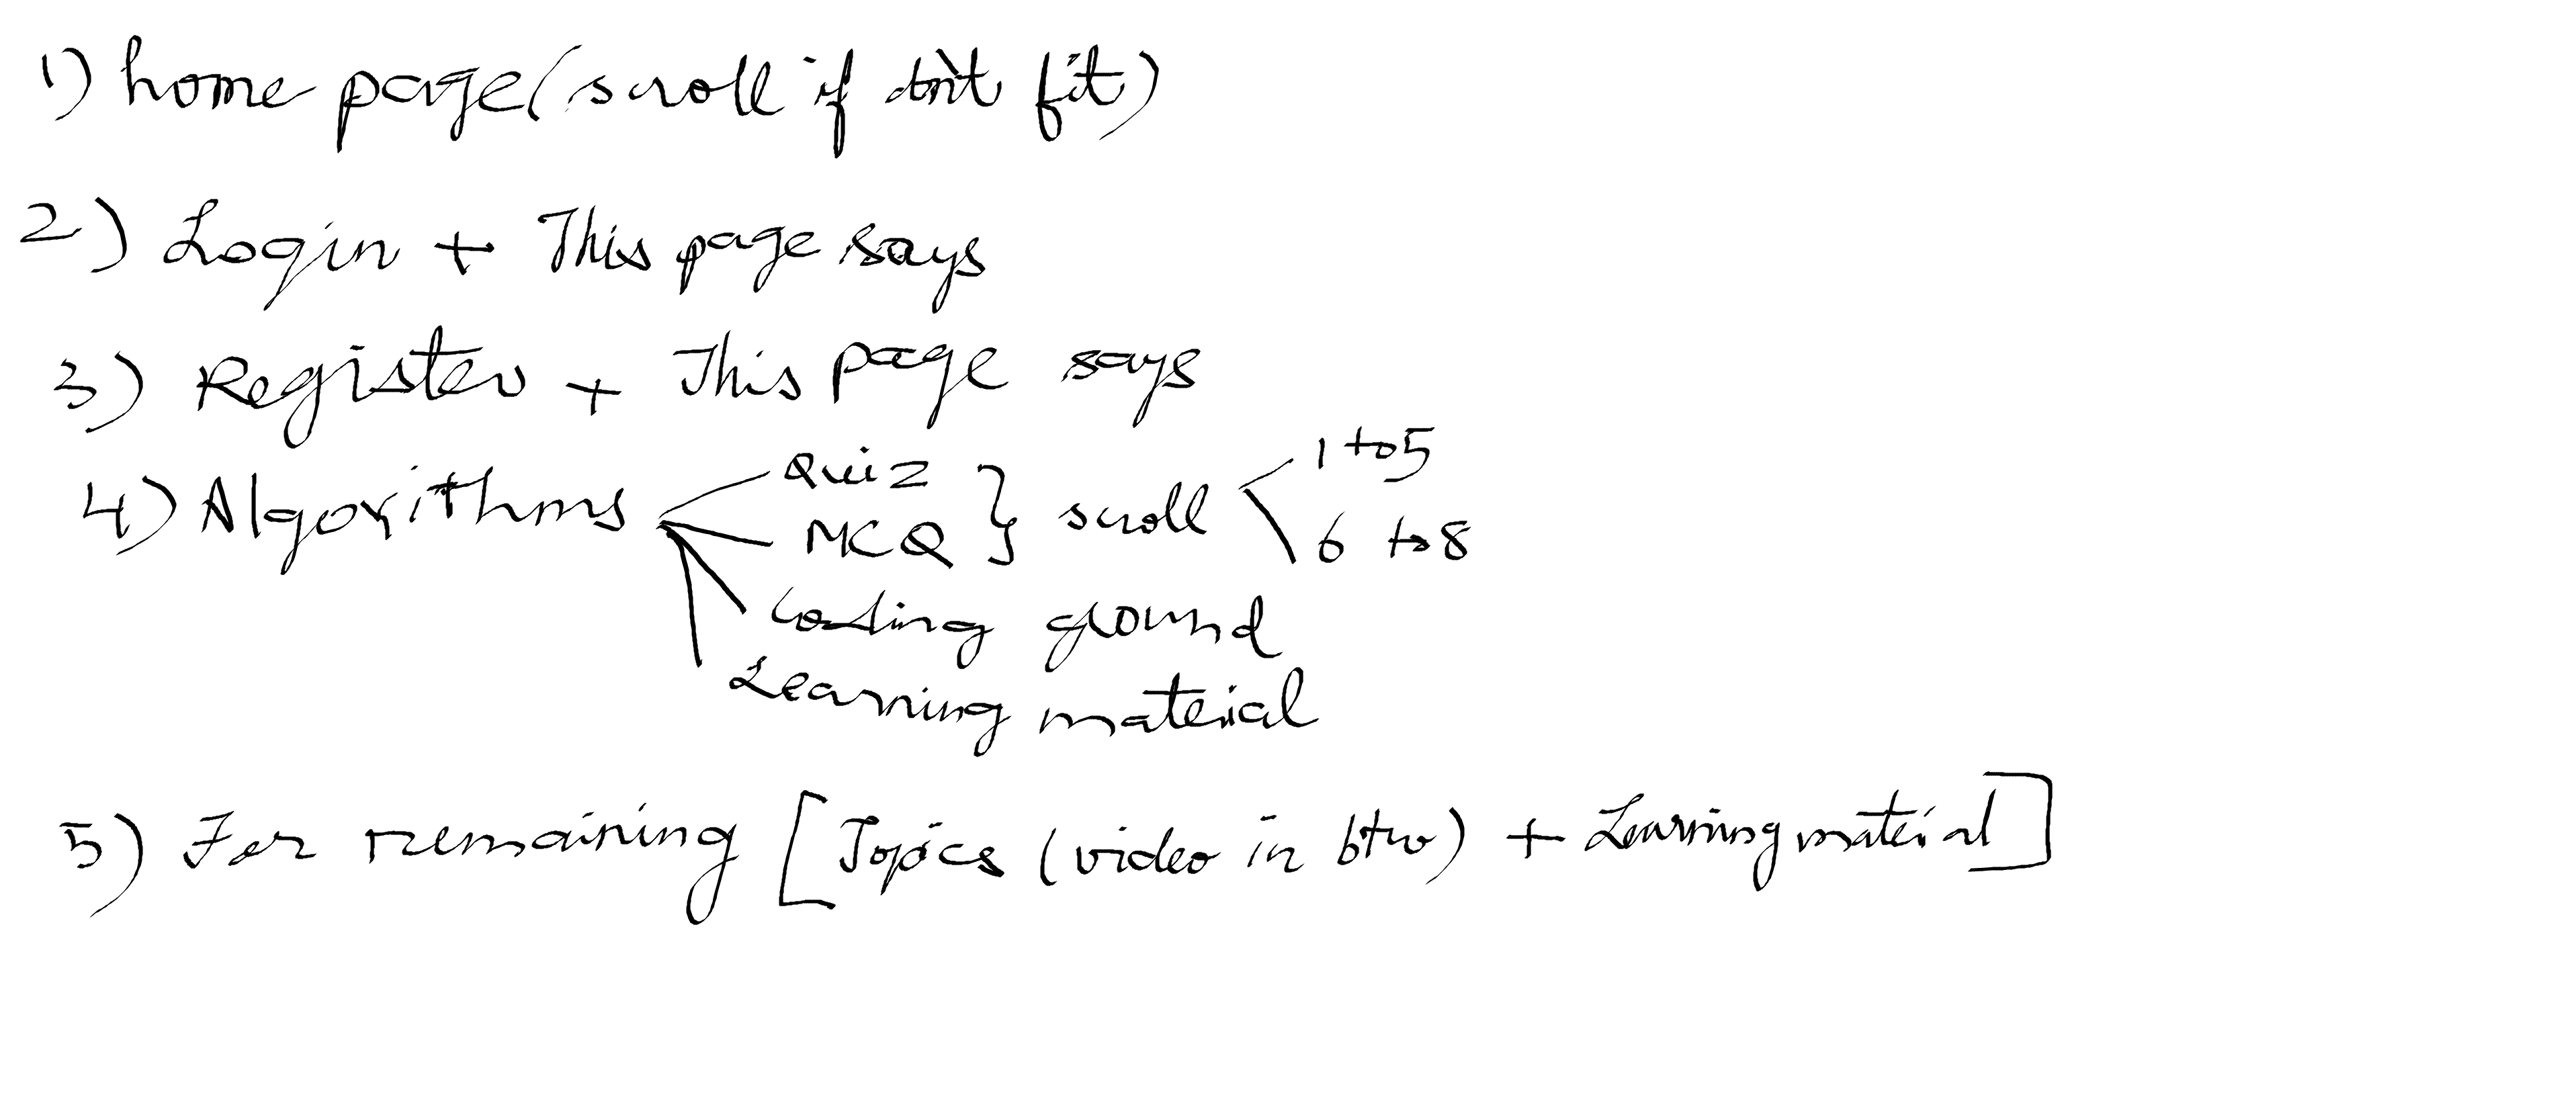 1) home page (scroll if don't fit)
2) Login + This page says
3) Register + This page says
4) Algorithms
Quiz
MCQ } scroll
1 to 5
6 to 8
Coding ground
Learning material
5) For remaining [Topics (video in btw) + Learning material]